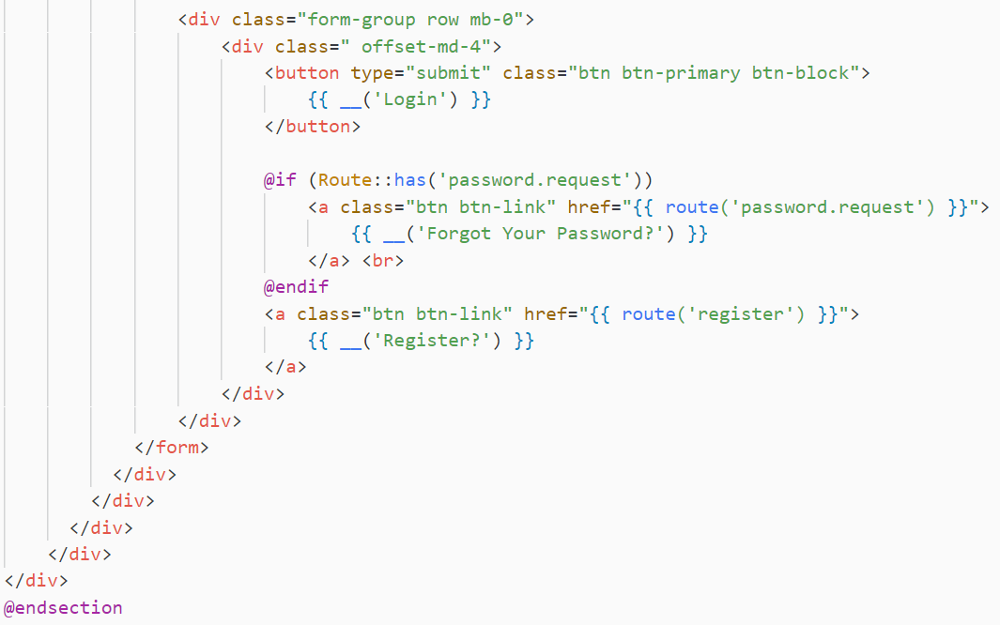 <div class="form-group row mb-0">
<div class=" offset-md-4">
<button type="submit" class="btn btn-primary btn-block">
{{ __('Login') }}
</button>
@if (Route::has('password.request'))
<a class="btn btn-link" href="{{ route('password.request') }}">
{{ __('Forgot Your Password?') }}
</a> <br>
@endif
<a class="btn btn-link" href="{{ route('register') }}">
{{ __('Register?') }}
</a>
</div>
</div>
</form>
</div>
</div>
</div>
</div>
</div>
@endsection